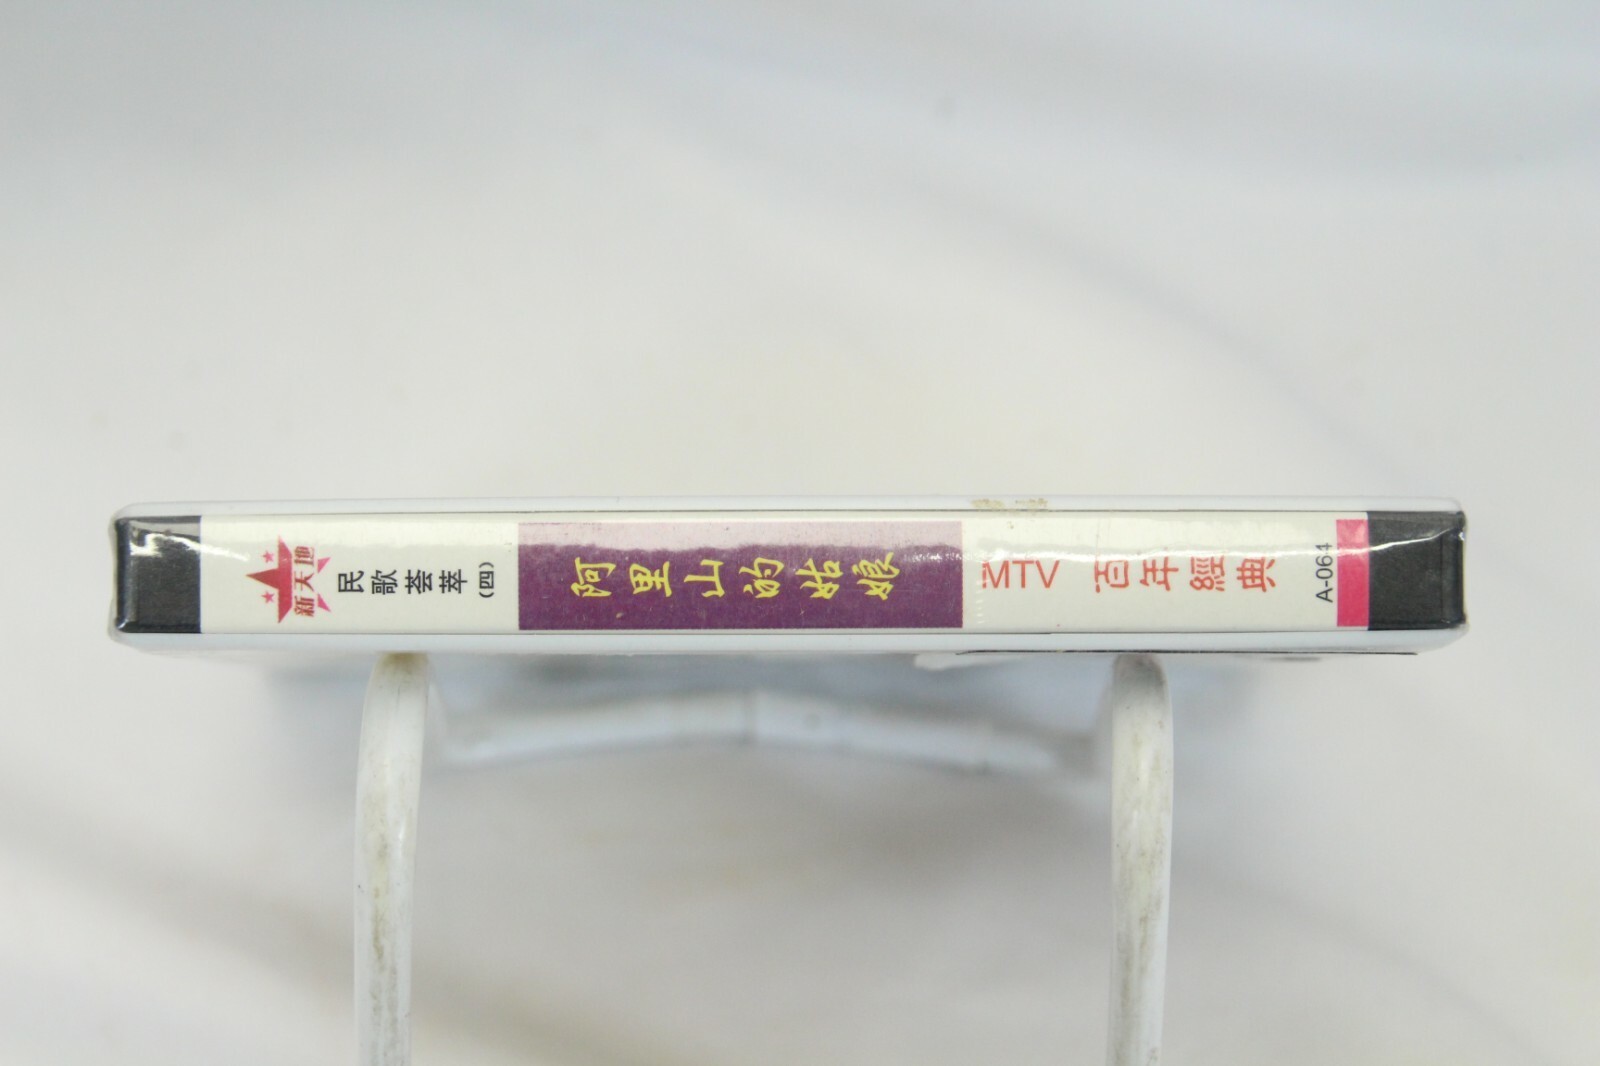 新天地
民歌荟萃(四)
阿里山的姑娘
MTV 百年經典
A-064